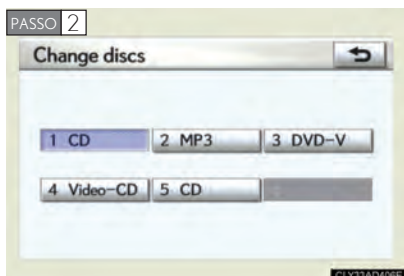 PASSO 2
Change discs
1 CD 2 MP3 3 DVD-V
4 Video-CD 5 CD